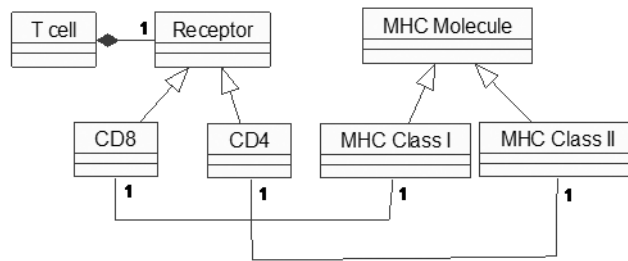 T cell 1 Receptor MHC Molecule
CD8 CD4 MHC Class I MHC Class II
1 1 1 1